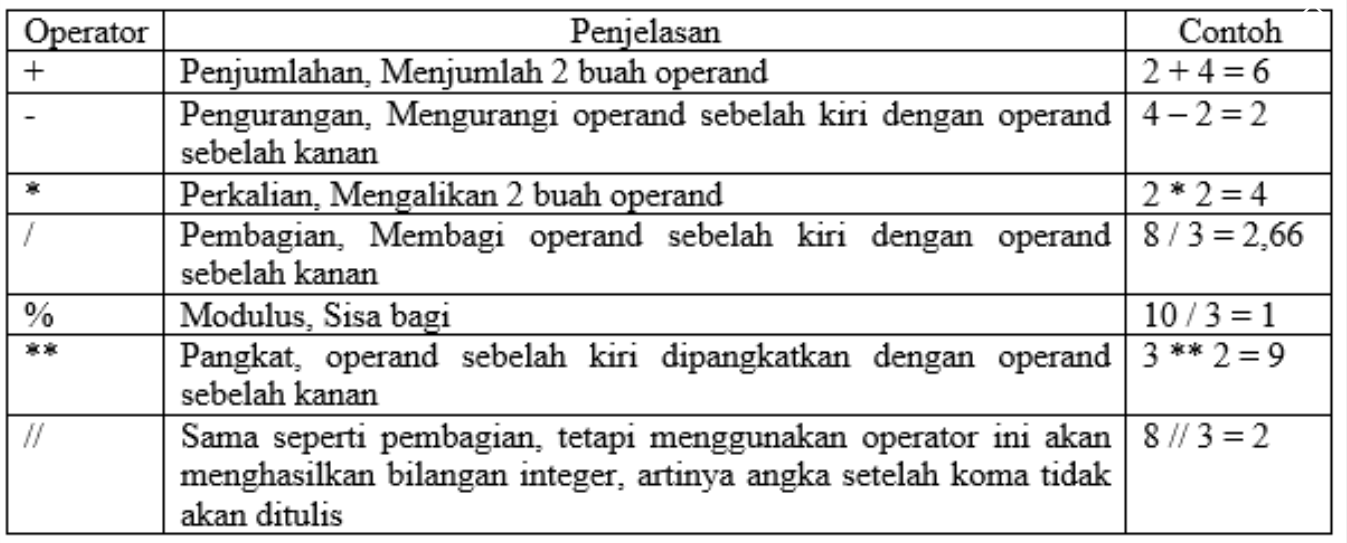 Operator Penjelasan Contoh
+ Penjumlahan, Menjumlah 2 buah operand 2 + 4 = 6
- Pengurangan, Mengurangi operand sebelah kiri dengan operand 4 – 2 = 2
sebelah kanan
* Perkalian, Mengalikan 2 buah operand 2 * 2 = 4
/ Pembagian, Membagi operand sebelah kiri dengan operand 8 / 3 = 2,66
sebelah kanan
% Modulus, Sisa bagi 10 / 3 = 1
** Pangkat, operand sebelah kiri dipangkatkan dengan operand 3 ** 2 = 9
sebelah kanan
// Sama seperti pembagian, tetapi menggunakan operator ini akan 8 // 3 = 2
menghasilkan bilangan integer, artinya angka setelah koma tidak
akan ditulis